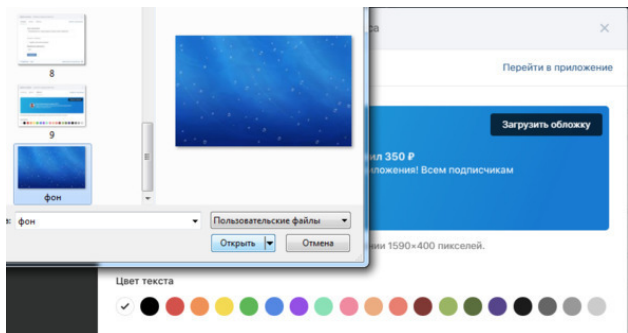 са
8
Перейти в приложение
9
Загрузить обложку
ил 350 ₽
иложения! Всем подписчикам
фон
: фон
Пользовательские файлы
Открыть
Отмена
нии 1590×400 пикселей.
Цвет текста